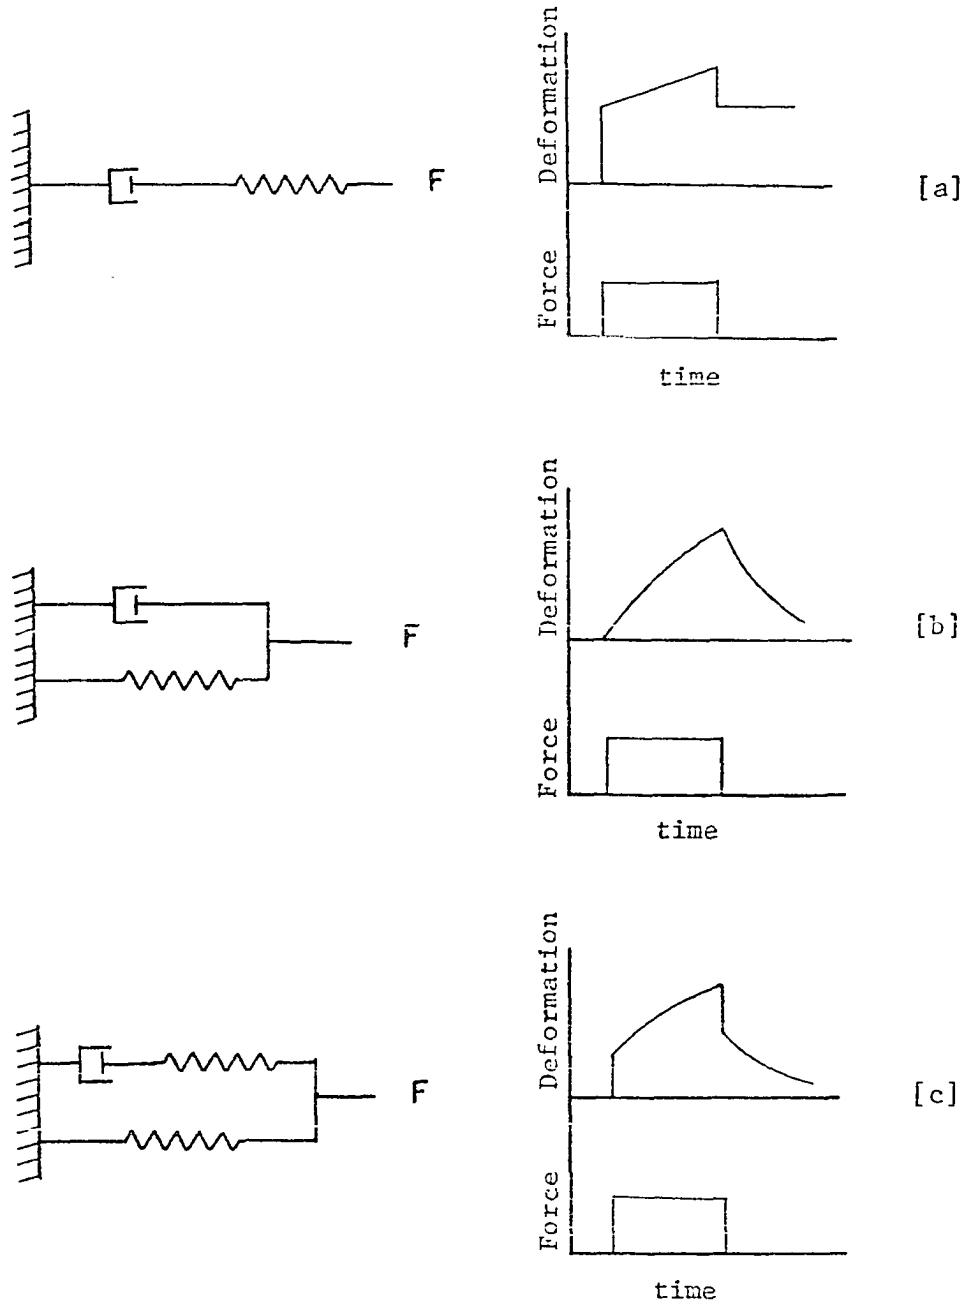 Deformation
F
[a]
Force
time
Deformation
F
[b]
Force
time
Deformation
F
[c]
Force
time